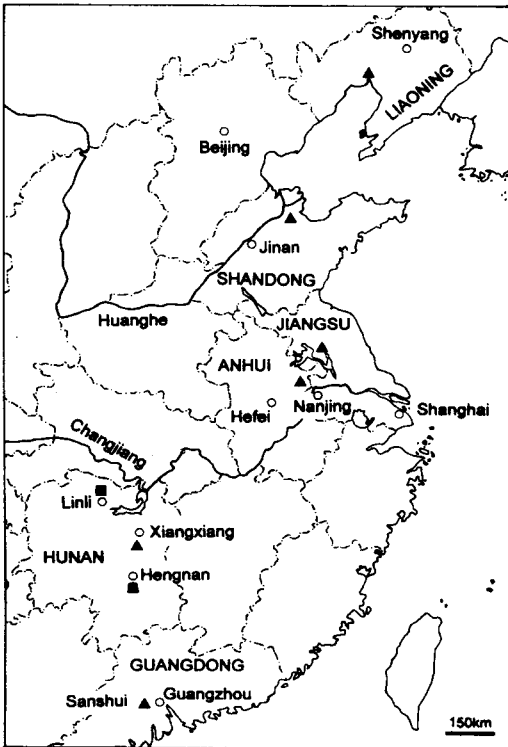 Shenyang
LIAONING
Beijing
Jinan
SHANDONG
Huanghe
JIANGSU
ANHUI
Hefei
Nanjing
Shanghai
Changjiang
Linli
Xiangxiang
HUNAN
Hengnan
GUANGDONG
Sanshui
Guangzhou
150km